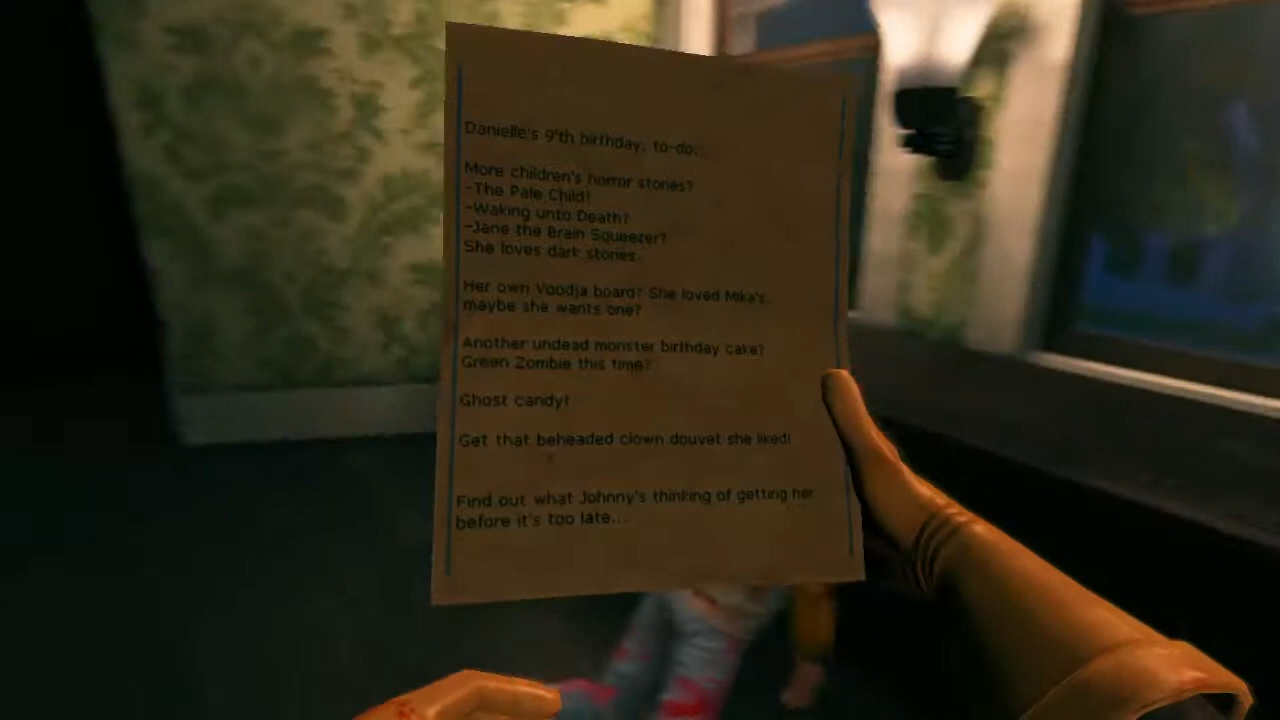 Danielle's 9'th birthday, to-do:
More children's horror stories?
-The Pale Child!
-Waking unto Death?
-Jane the Brain Squeezer?
She loves dark stories.
Her own Voodja board? She loved Mika's.
maybe she wants one?
Another undead monster birthday cake?
Green Zombie this time?
Ghost candy!
Get that beheaded clown douvet she liked!
Find out what Johnny's thinking of getting her
before it's too late...